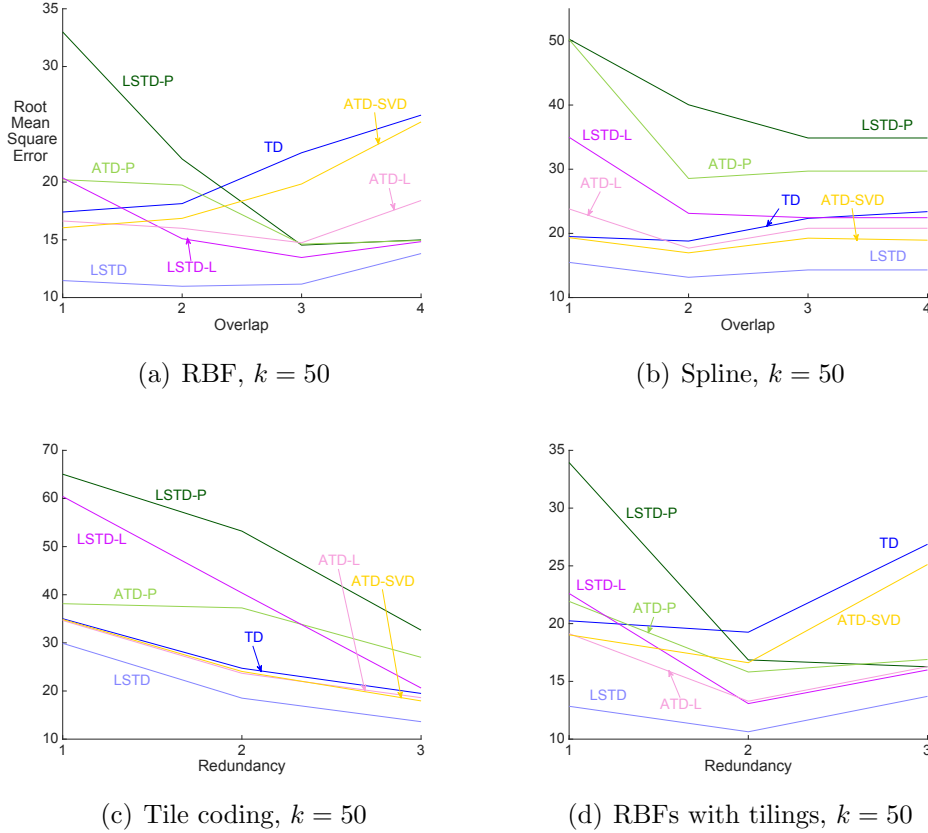 35
30
20
15
10
Root
Mean
Square
Error
LSTD-P
ATD-SVD
TD
ATD-P
ATD-L
LSTD-L
LSTD
1 2 3 4
Overlap
(a) RBF, k = 50
50
40
30
20
10
LSTD-P
LSTD-L
ATD-P
ATD-L
TD
ATD-SVD
LSTD
1 2 3 4
Overlap
(b) Spline, k = 50
70
60
50
40
30
20
10
LSTD-P
LSTD-L
ATD-L
ATD-SVD
ATD-P
TD
LSTD
1 2 3
Redundancy
(c) Tile coding, k = 50
35
30
25
20
15
10
LSTD-P
TD
LSTD-L
ATD-P
ATD-SVD
LSTD
ATD-L
1 2 3
Redundancy
(d) RBFs with tilings, k = 50